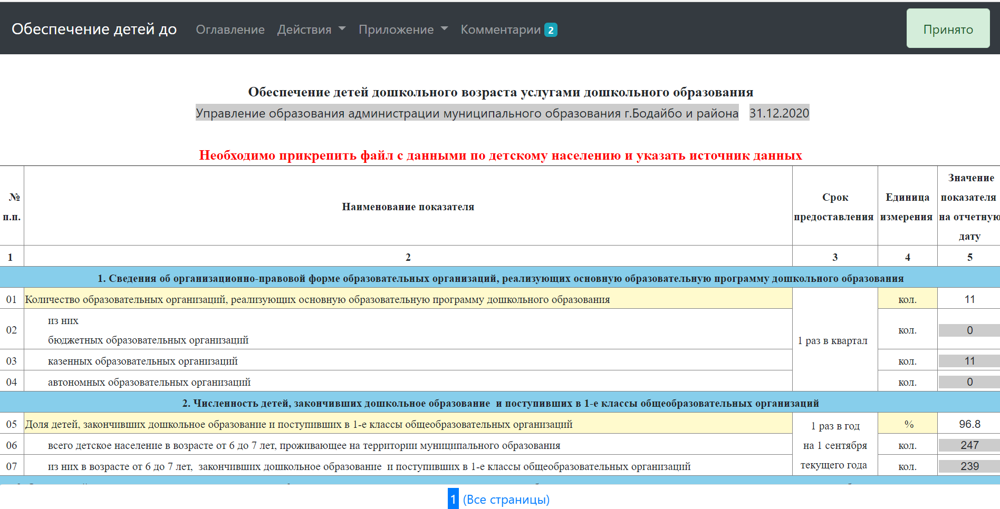 Обеспечение детей до Оглавление Действия Приложение Комментарии 2 Принято
Обеспечение детей дошкольного возраста услугами дошкольного образования
Управление образования администрации муниципального образования г.Бодайбо и района 31.12.2020
Необходимо прикрепить файл с данными по детскому населению и указать источник данных
№ п.п.
Наименование показателя
Срок предоставления
Единица измерения
Значение показателя на отчетную дату
1 2 3 4 5
1. Сведения об организационно-правовой форме образовательных организаций, реализующих основную образовательную программу дошкольного образования
01 Количество образовательных организаций, реализующих основную образовательную программу дошкольного образования кол. 11
из них
02 бюджетных образовательных организаций кол. 0
1 раз в квартал
03 казенных образовательных организаций кол. 11
04 автономных образовательных организаций кол. 0
2. Численность детей, закончивших дошкольное образование и поступивших в 1-е классы общеобразовательных организаций
05 Доля детей, закончивших дошкольное образование и поступивших в 1-е классы общеобразовательных организаций 1 раз в год % 96.8
06 всего детское население в возрасте от 6 до 7 лет, проживающее на территории муниципального образования на 1 сентября кол. 247
07 из них в возрасте от 6 до 7 лет, закончивших дошкольное образование и поступивших в 1-е классы общеобразовательных организаций текущего года кол. 239
1 (Все страницы)